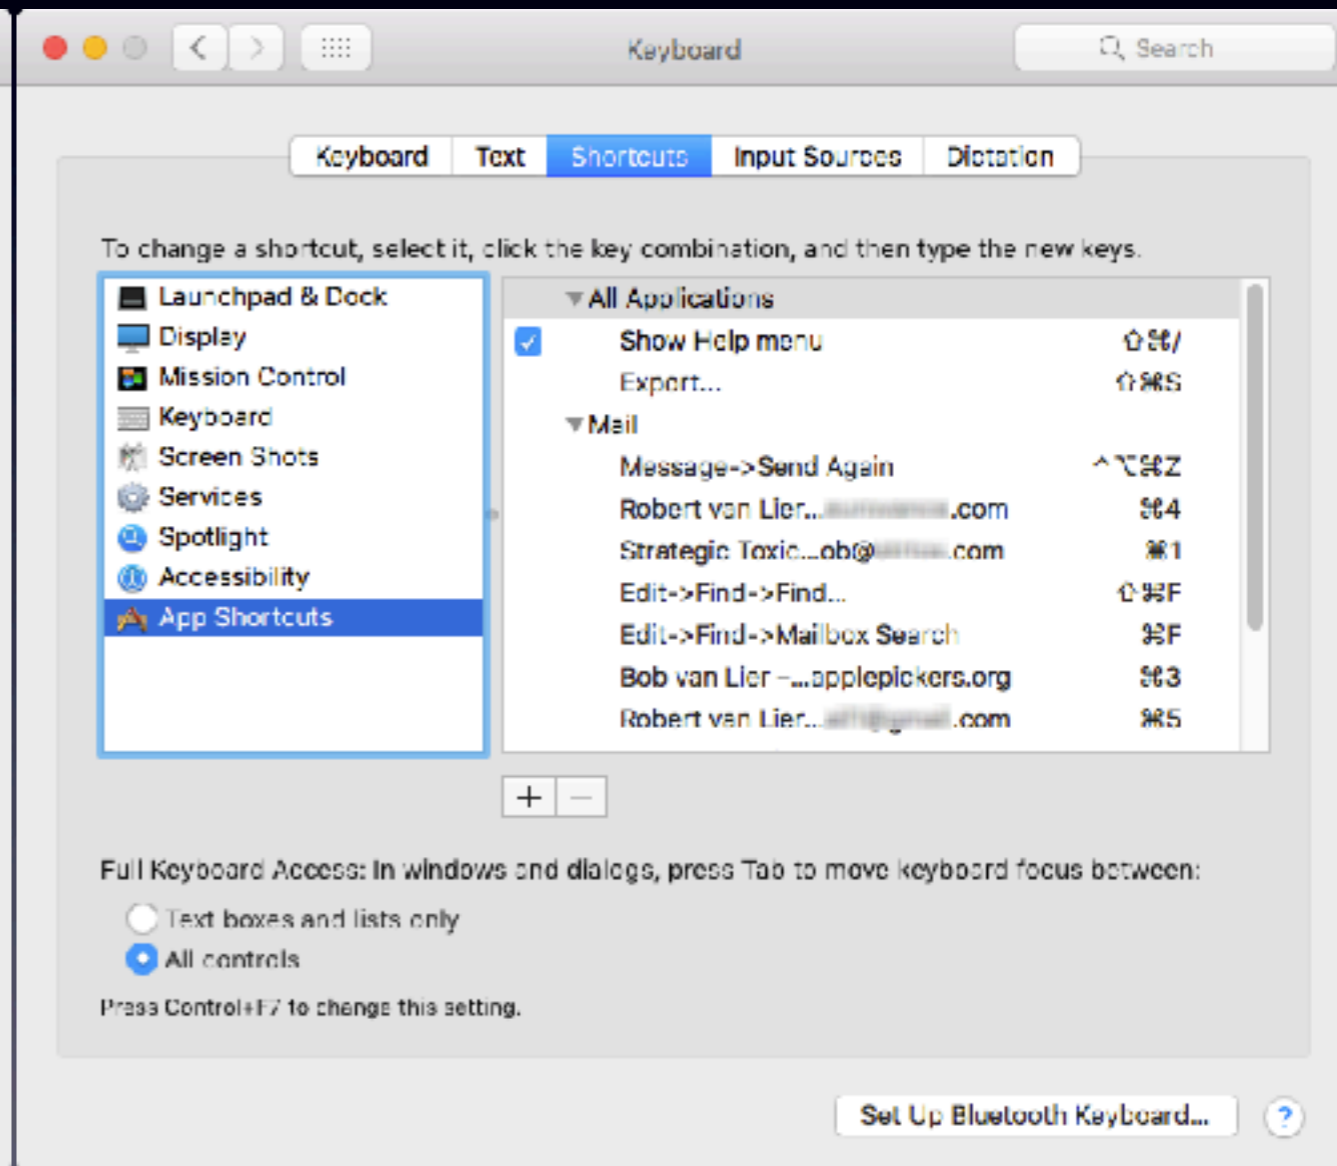 Keyboard
Search
Keyboard Text Shortcuts Input Sources Dictation
To change a shortcut, select it, click the key combination, and then type the new keys.
Launchpad & Dock
Display
Mission Control
Keyboard
Screen Shots
Services
Spotlight
Accessibility
App Shortcuts
All Applications
Show Help menu ⇧⌘/
Export... ⇧⌘S
Mail
Message->Send Again ^⌥⌘Z
Robert van Lier... .com ⌘4
Strategic Toxic...ob@ .com ⌘1
Edit->Find->Find... ⇧⌘F
Edit->Find->Mailbox Search ⌘F
Bob van Lier –...applepickers.org ⌘3
Robert van Lier... .com ⌘5
+ −
Full Keyboard Access: In windows and dialogs, press Tab to move keyboard focus between:
Text boxes and lists only
All controls
Press Control+F7 to change this setting.
Set Up Bluetooth Keyboard... ?